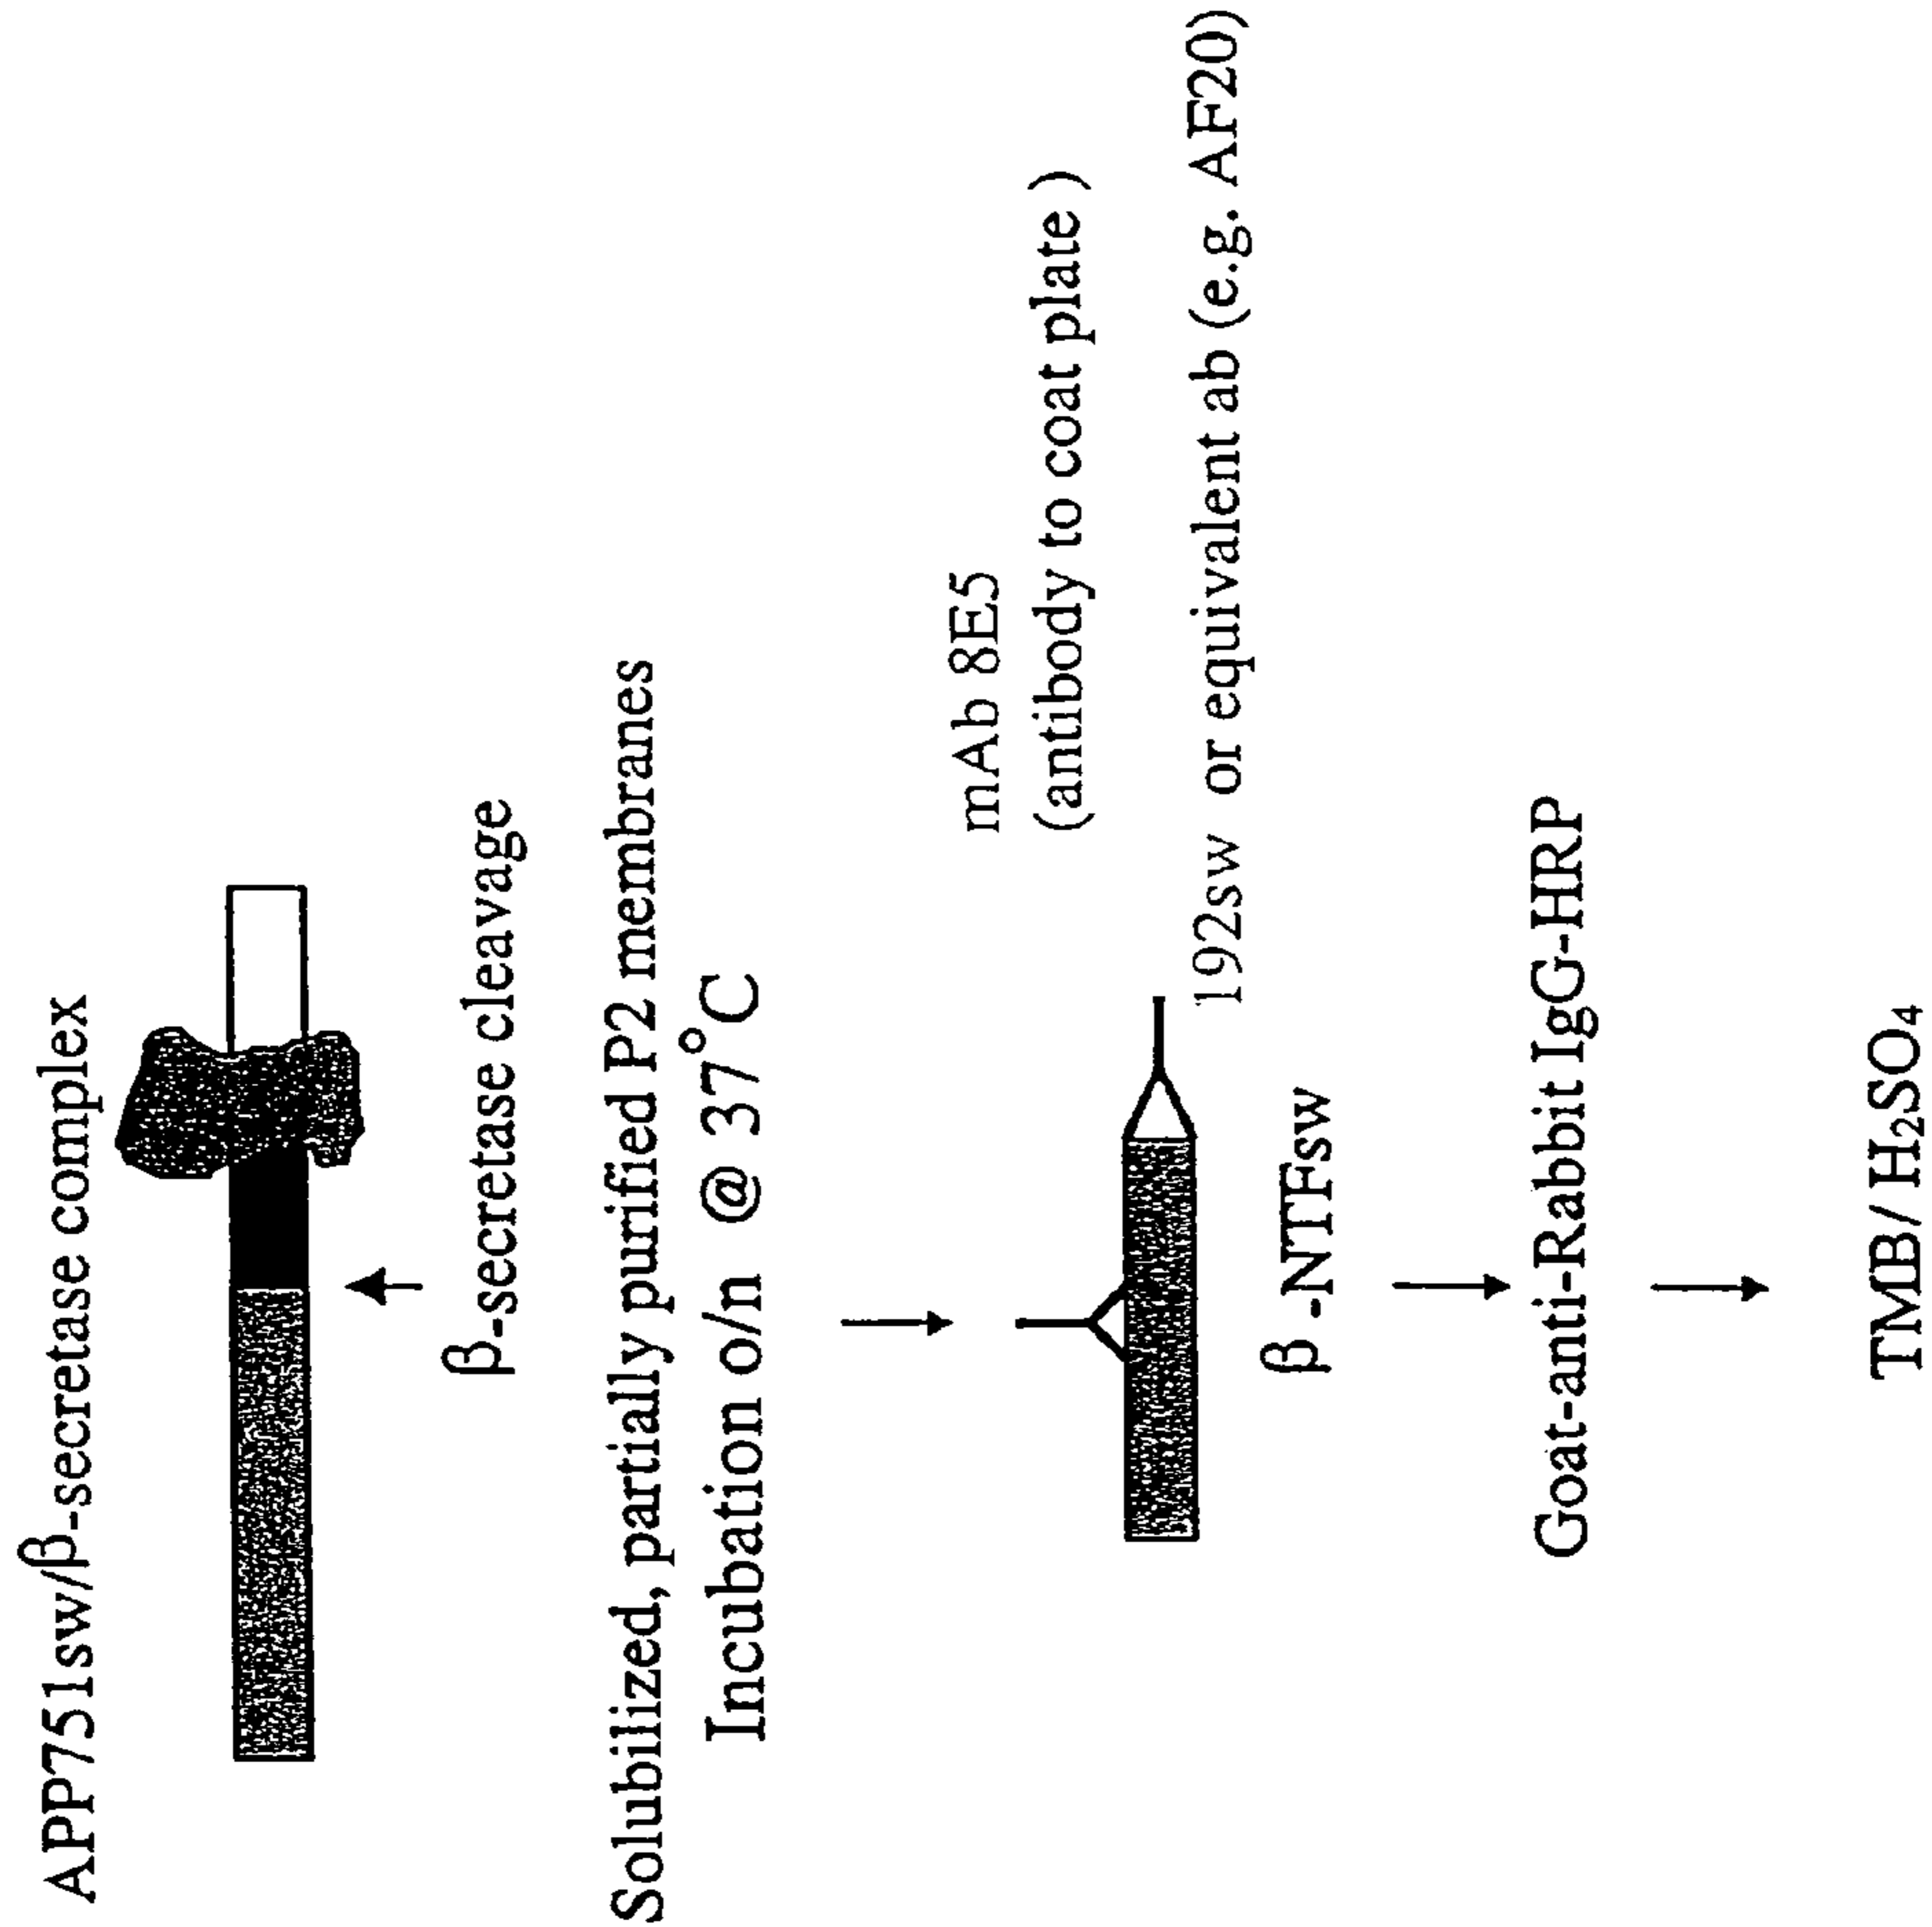 APP751sw/β-secretase complex
β-secretase cleavage
Solubilized, partially purified P2 membranes
Incubation o/n @ 37°C
mAb 8E5
(antibody to coat plate )
192sw or equivalent ab (e.g. AF20)
β -NTFsw
Goat-anti-Rabbit IgG-HRP
TMB/H₂SO₄